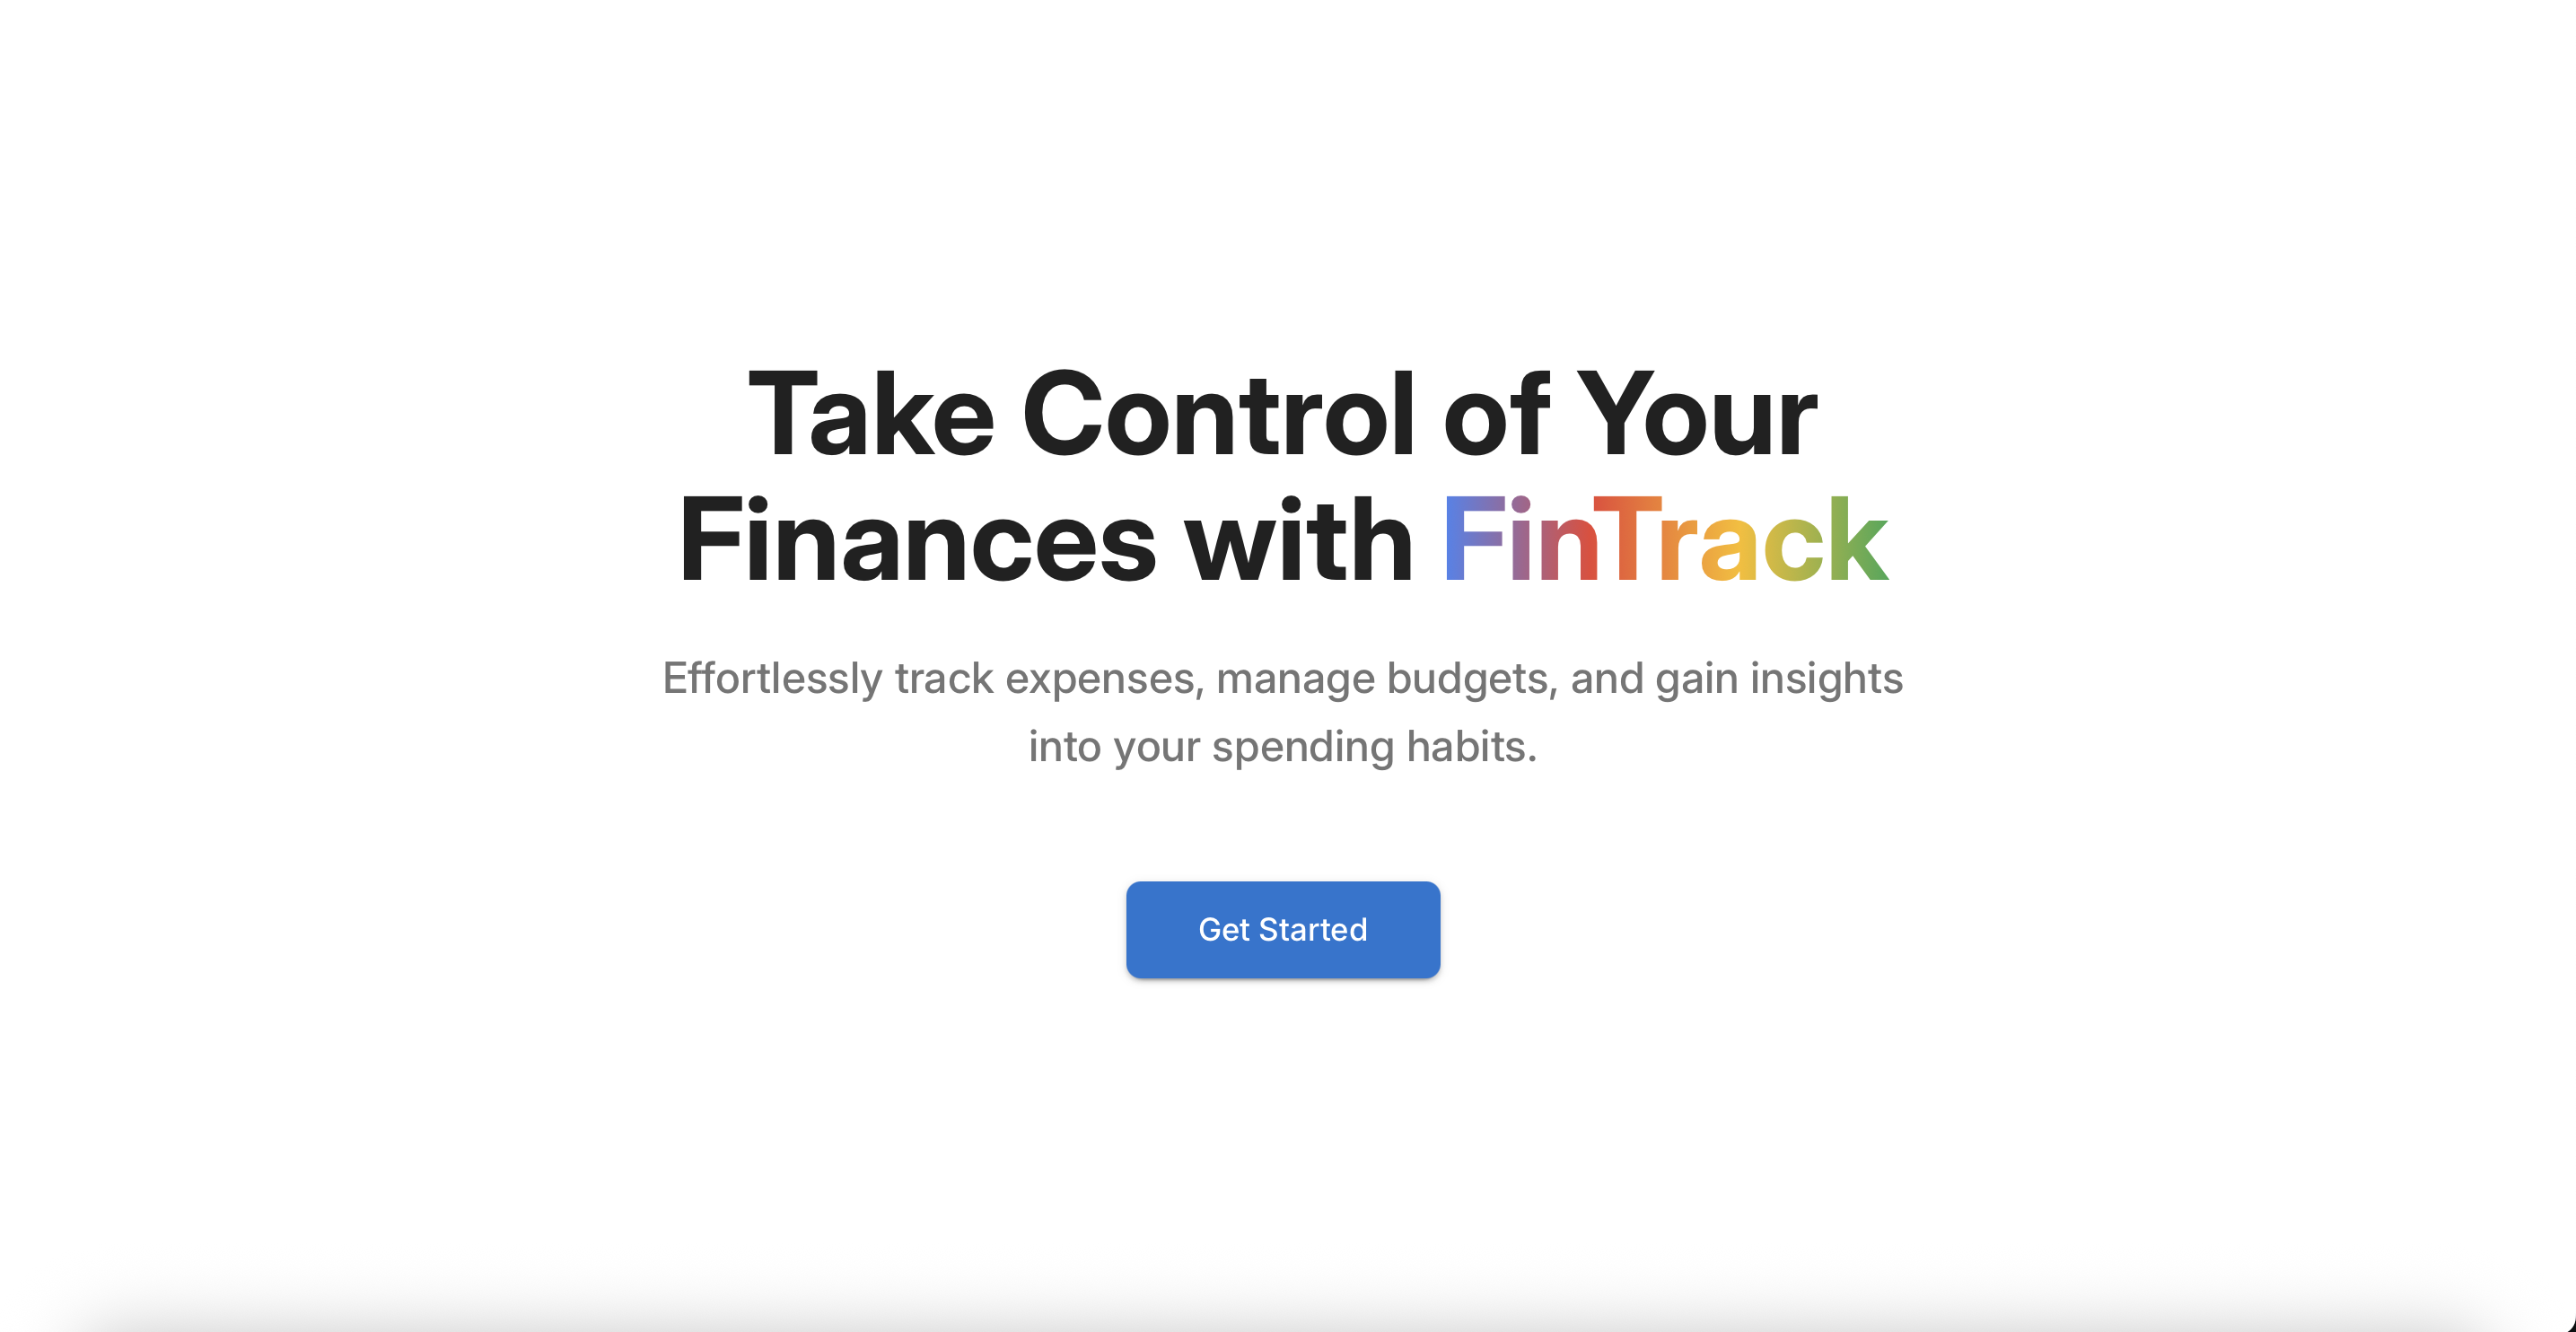 Take Control of Your
Finances with FinTrack
Effortlessly track expenses, manage budgets, and gain insights
into your spending habits.
Get Started